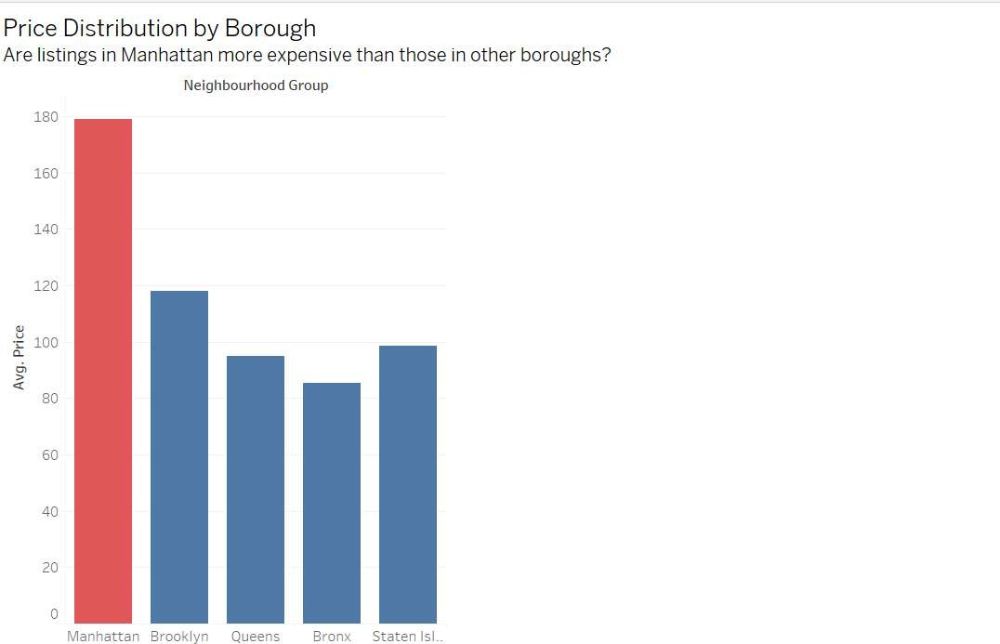 Price Distribution by Borough
Are listings in Manhattan more expensive than those in other boroughs?
Neighbourhood Group
180
160
140
120
100
80
60
40
20
0
Avg. Price
Manhattan Brooklyn Queens Bronx Staten Isl..